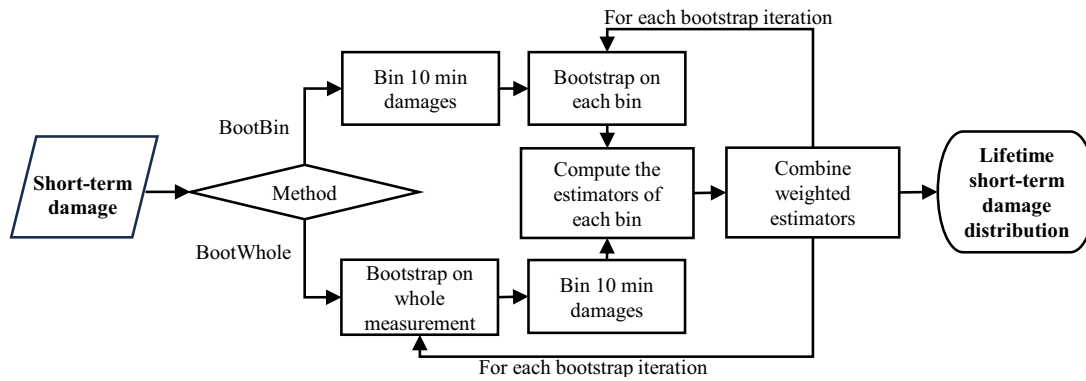 For each bootstrap iteration
Bin 10 min
damages
Bootstrap on
each bin
BootBin
Short-term
damage
Method
Compute the
estimators of
each bin
Combine
weighted
estimators
Lifetime
short-term
damage
distribution
BootWhole
Bootstrap on
whole
measurement
Bin 10 min
damages
For each bootstrap iteration